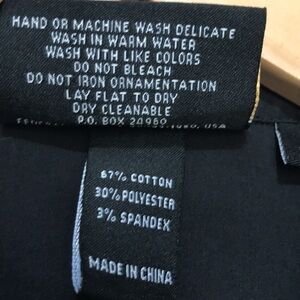 HAND OR MACHINE WASH DELICATE
WASH IN WARM WATER
WASH WITH LIKE COLORS
DO NOT BLEACH
DO NOT IRON ORNAMENTATION
LAY FLAT TO DRY
DRY CLEANABLE
P.O. BOX
USA
67% COTTON
30% POLYESTER
3% SPANDEX
MADE IN CHINA